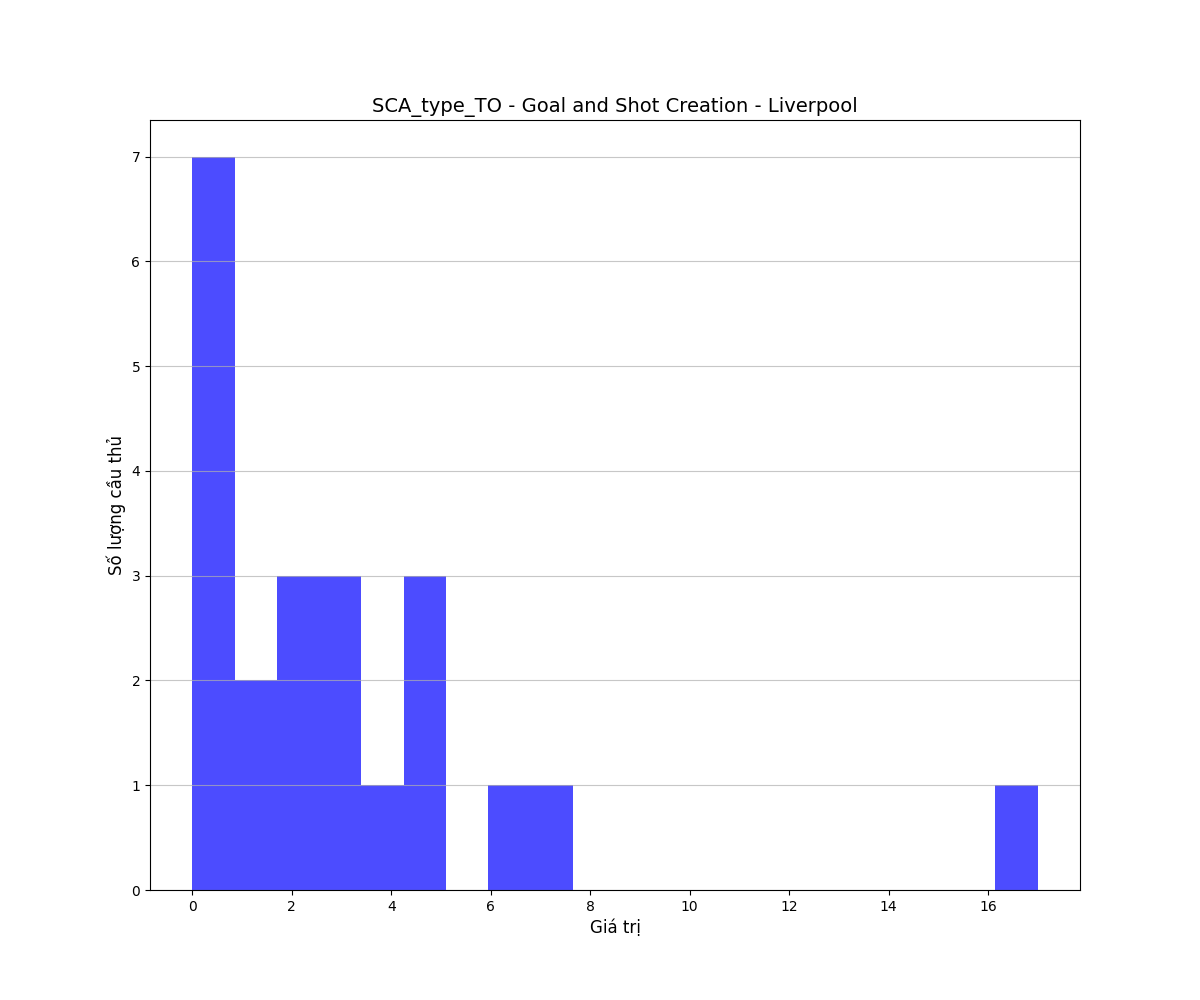 SCA_type_TO - Goal and Shot Creation - Liverpool
7
6
5
4
3
2
1
0
Số lượng cầu thủ
0 2 4 6 8 10 12 14 16
Giá trị